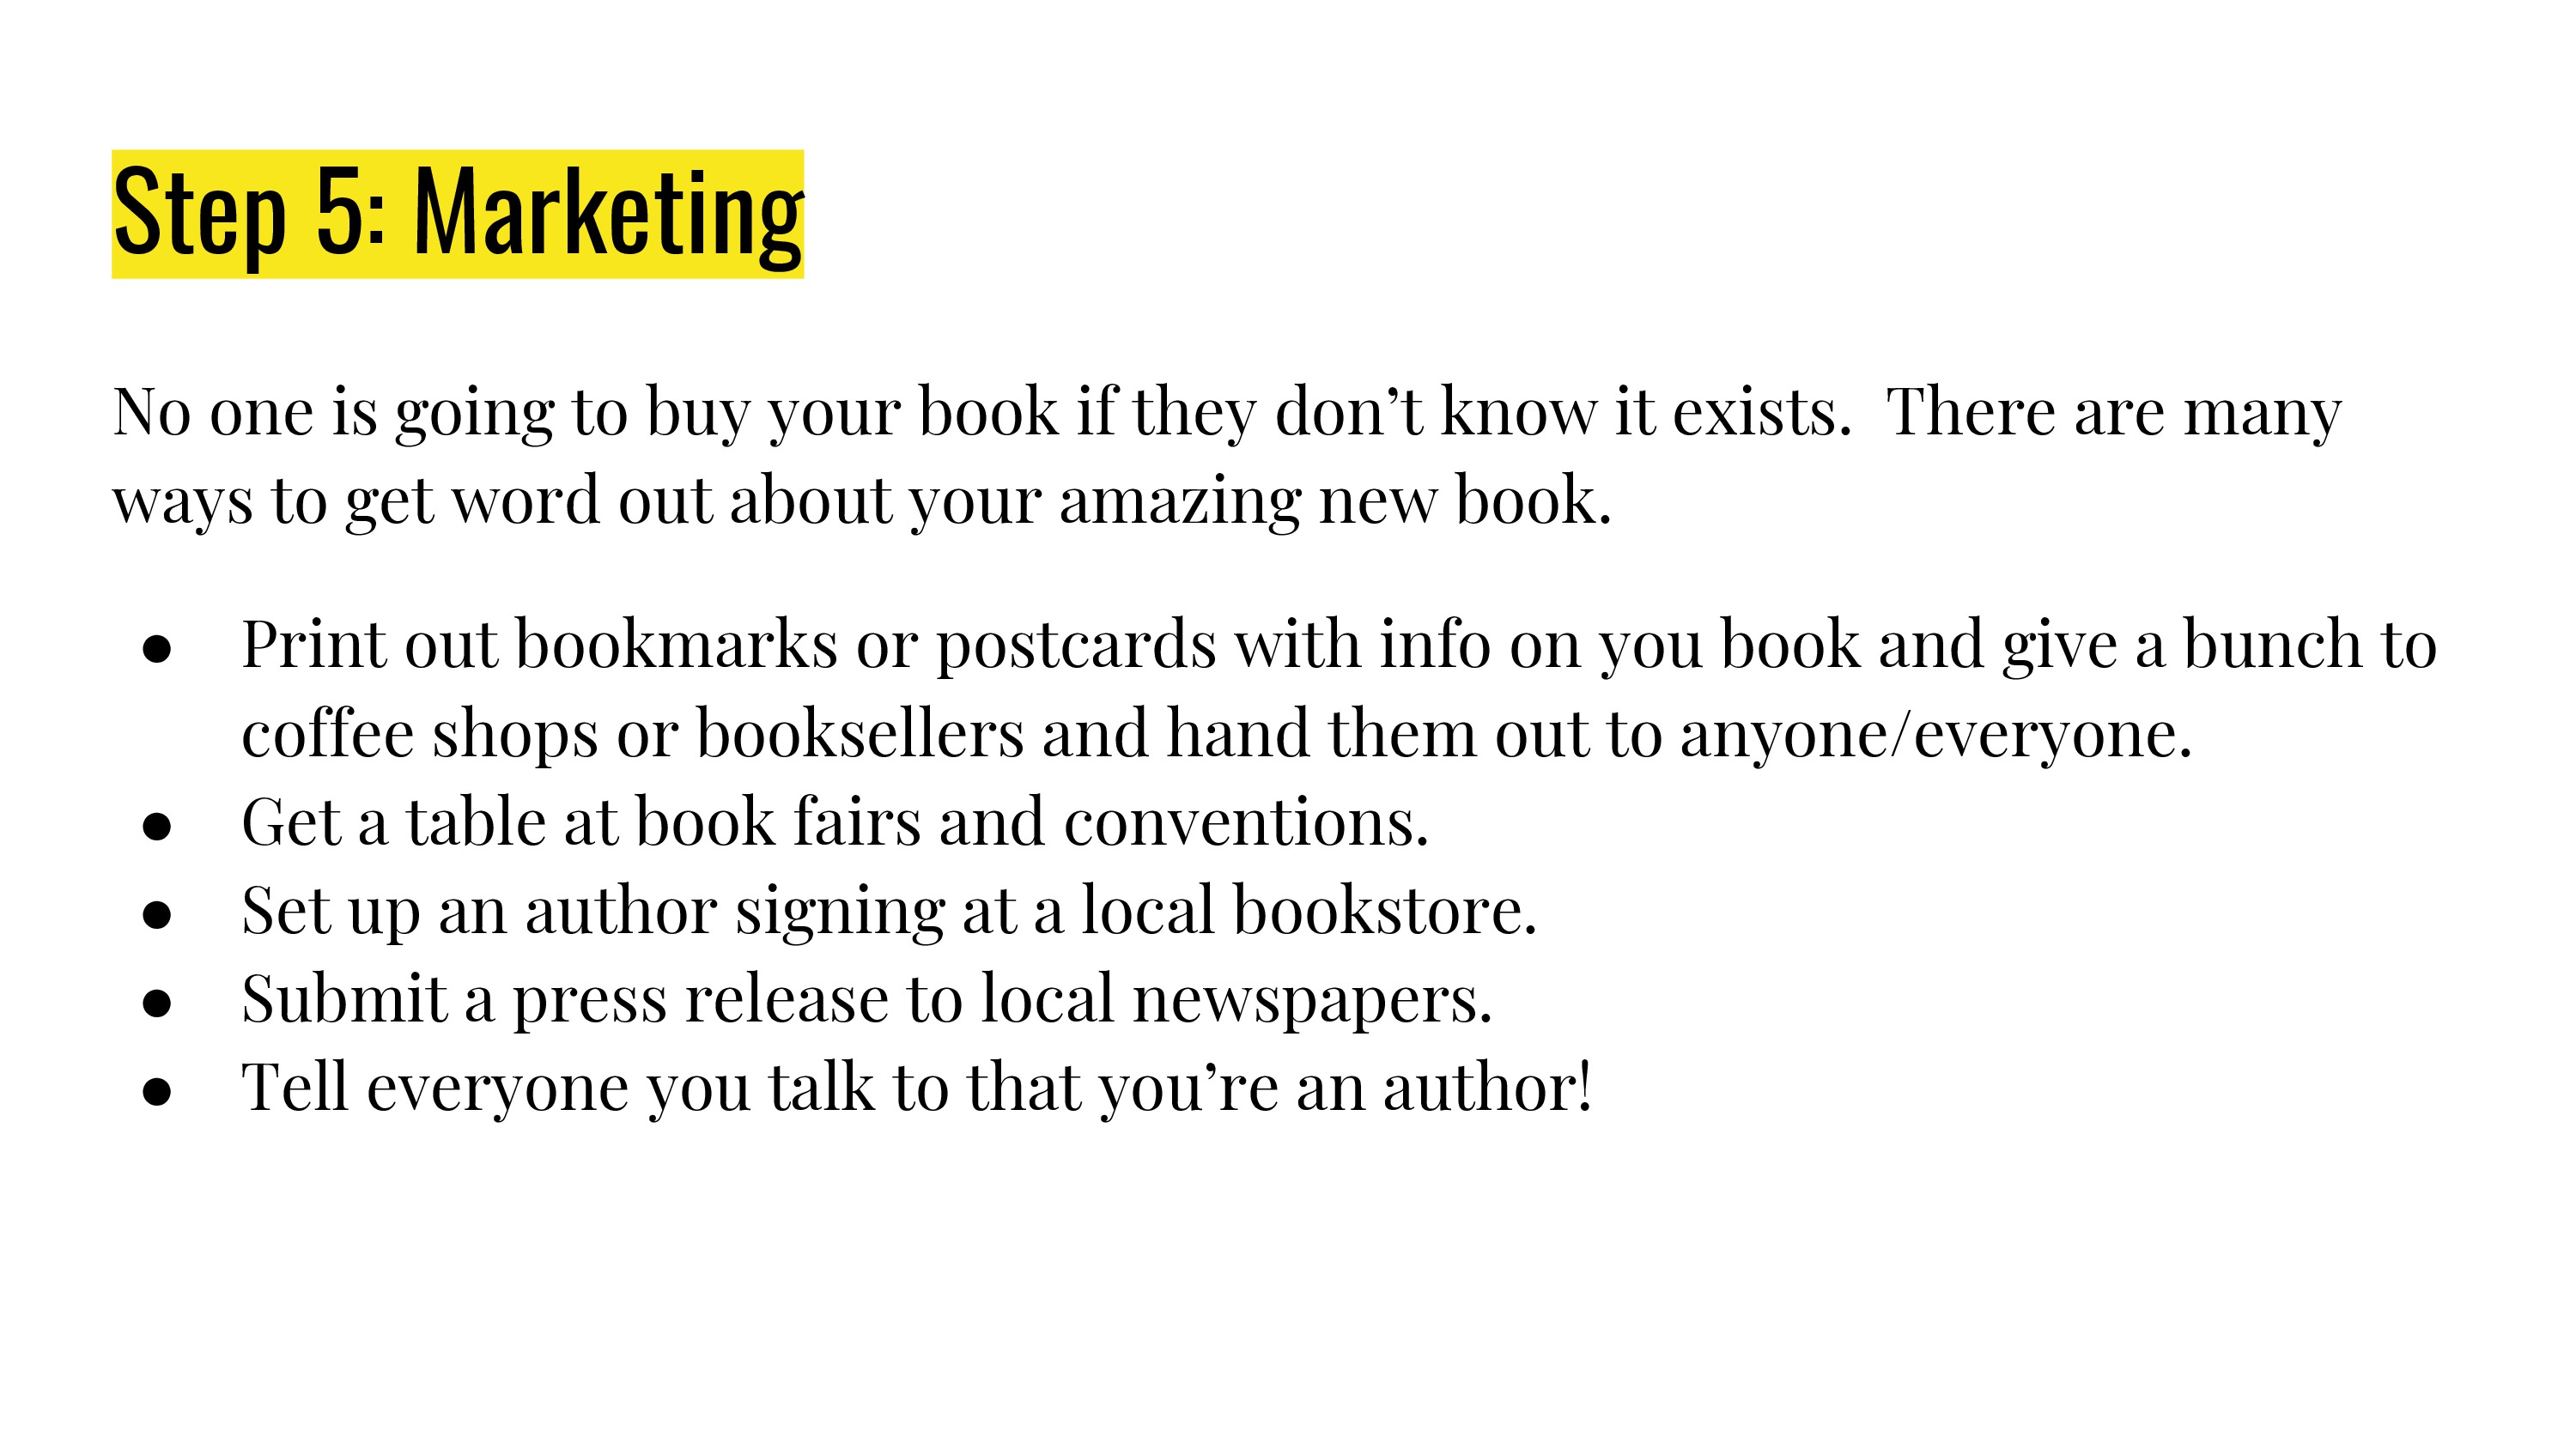 Step 5: Marketing
No one is going to buy your book if they don’t know it exists.  There are many
ways to get word out about your amazing new book.
● Print out bookmarks or postcards with info on you book and give a bunch to
coffee shops or booksellers and hand them out to anyone/everyone.
● Get a table at book fairs and conventions.
● Set up an author signing at a local bookstore.
● Submit a press release to local newspapers.
● Tell everyone you talk to that you’re an author!